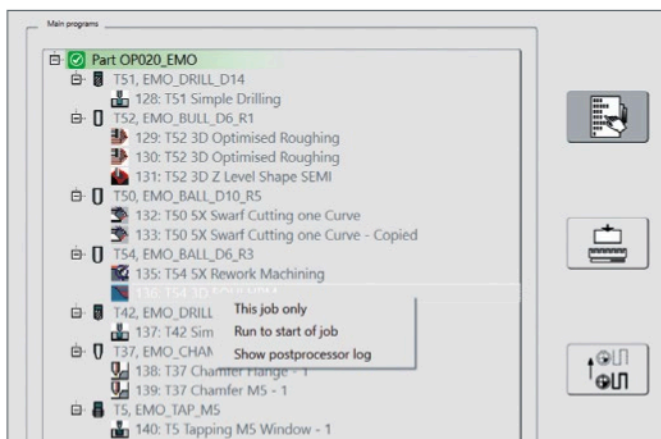 Main programs
Part OP020_EMO
T51, EMO_DRILL_D14
128: T51 Simple Drilling
T52, EMO_BULL_D6_R1
129: T52 3D Optimised Roughing
130: T52 3D Optimised Roughing
131: T52 3D Z Level Shape SEMI
T50, EMO_BALL_D10_R5
132: T50 5X Swarf Cutting one Curve
133: T50 5X Swarf Cutting one Curve - Copied
T54, EMO_BALL_D6_R3
135: T54 5X Rework Machining
136: T54 3D
This job only
T42, EMO_DRILL
Run to start of job
137: T42 Sim
Show postprocessor log
T37, EMO_CHAM
138: T37 Chamfer Flange - 1
139: T37 Chamfer M5 - 1
T5, EMO_TAP_M5
140: T5 Tapping M5 Window - 1